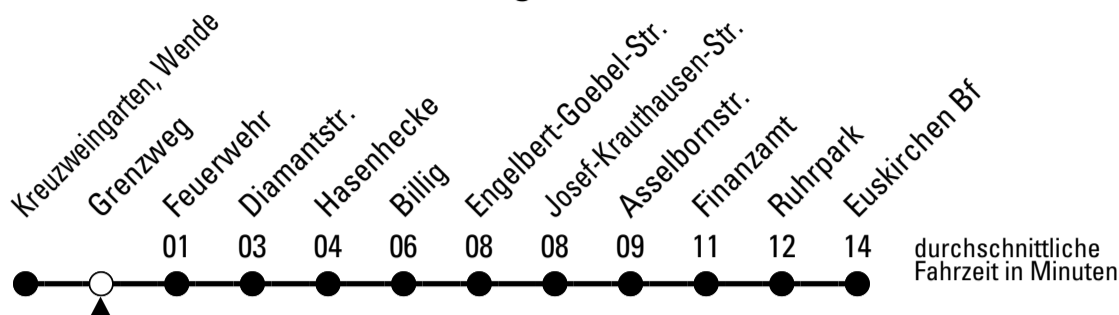 Kreuzweingarten, Wende
Grenzweg
Feuerwehr
Diamantstr.
Hasenhecke
Billig
Engelbert-Goebel-Str.
Josef-Krauthausen-Str.
Asselbornstr.
Finanzamt
Ruhrpark
Euskirchen Bf
01 03 04 06 08 08 09 11 12 14
durchschnittliche
Fahrzeit in Minuten